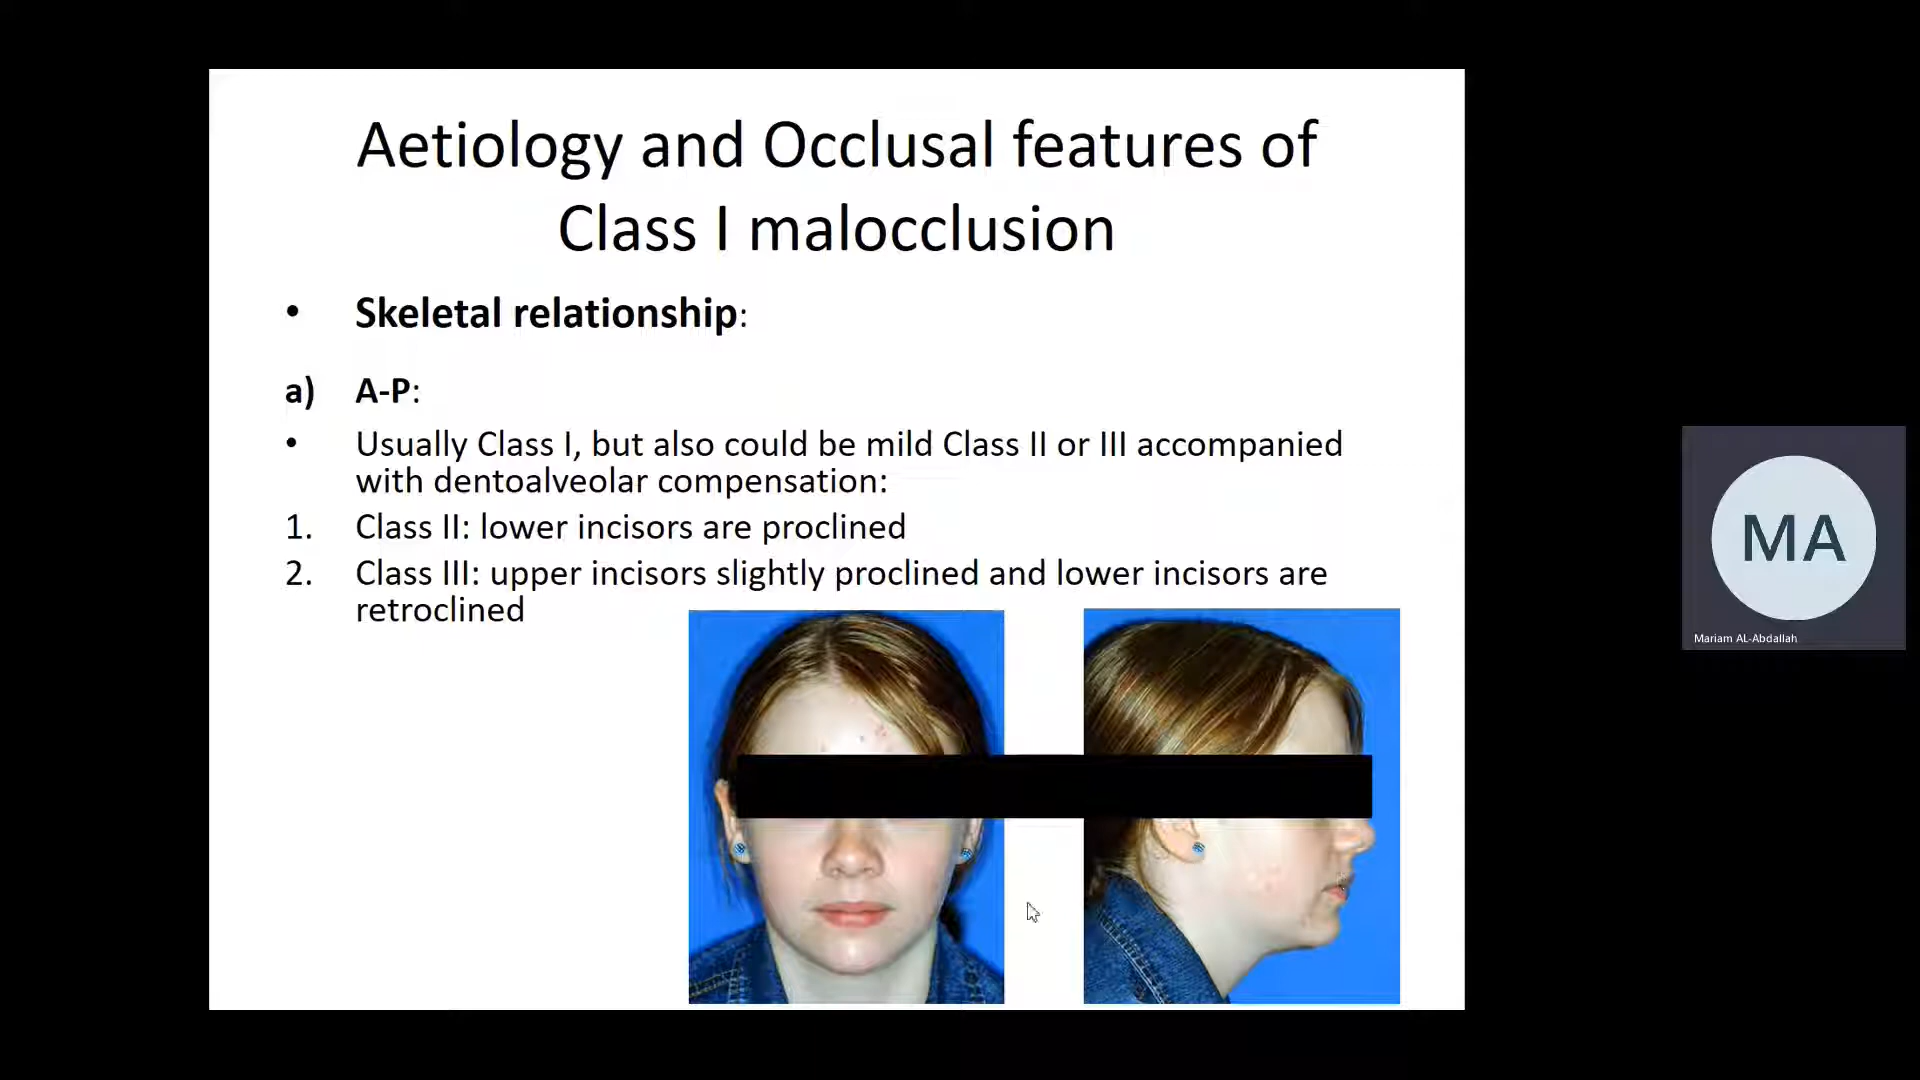 Aetiology and Occlusal features of
Class I malocclusion
• Skeletal relationship:
a) A-P:
• Usually Class I, but also could be mild Class II or III accompanied
with dentoalveolar compensation:
1. Class II: lower incisors are proclined
2. Class III: upper incisors slightly proclined and lower incisors are
retroclined
MA
Mariam AL-Abdallah